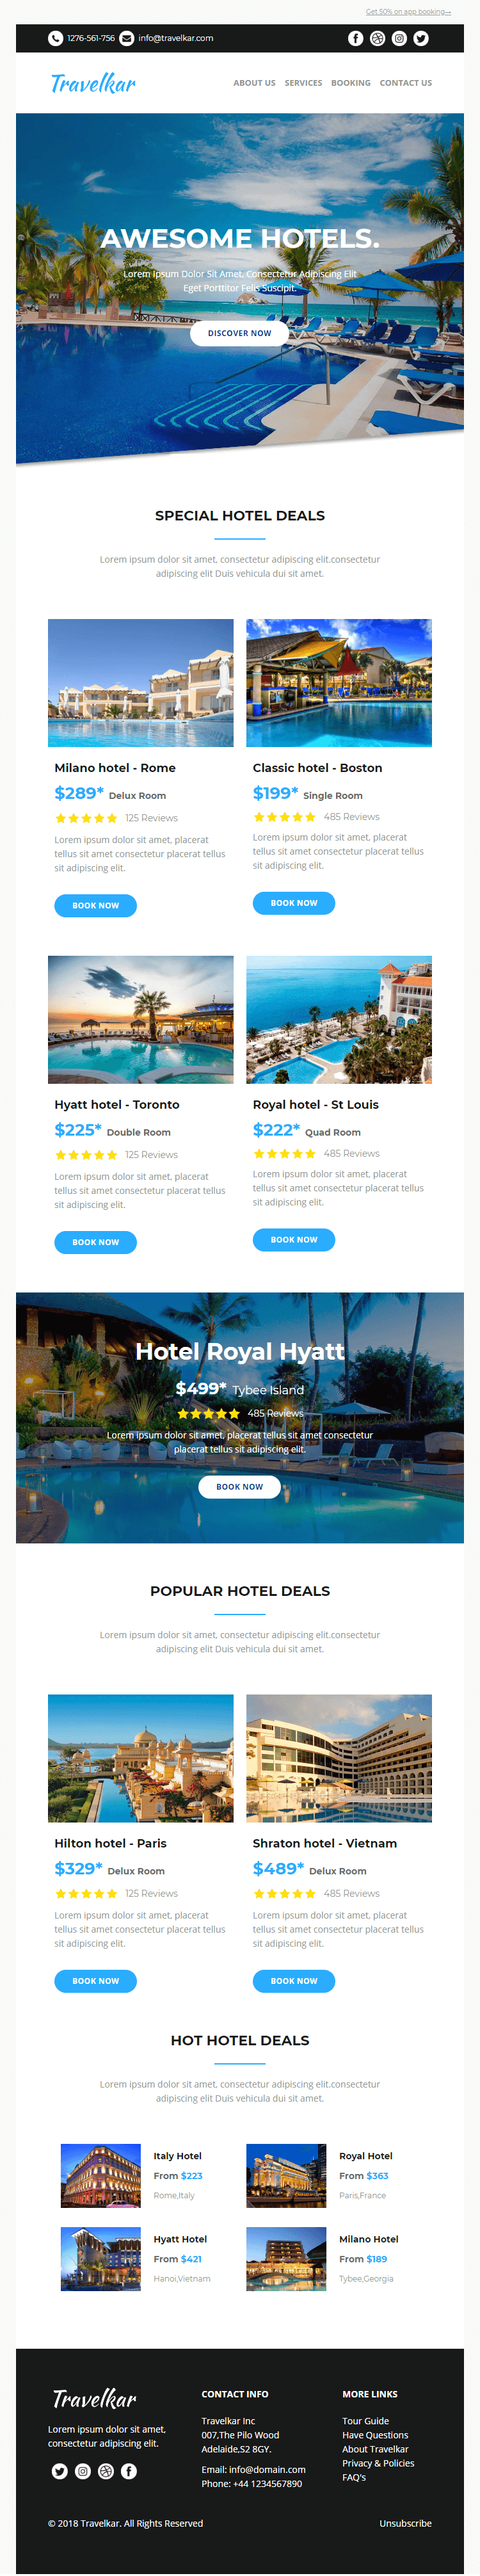 Get 50% on app booking→
1276-561-756 info@travelkar.com
Travelkar
ABOUT US SERVICES BOOKING CONTACT US
AWESOME HOTELS.
Lorem Ipsum Dolor Sit Amet, Consectetur Adipiscing Elit
Eget Porttitor Felis Suscipit.
DISCOVER NOW
SPECIAL HOTEL DEALS
Lorem ipsum dolor sit amet, consectetur adipiscing elit.consectetur
adipiscing elit Duis vehicula dui sit amet.
Milano hotel - Rome
$289* Delux Room
125 Reviews
Lorem ipsum dolor sit amet, placerat
tellus sit amet consectetur placerat tellus
sit adipiscing elit.
BOOK NOW
Classic hotel - Boston
$199* Single Room
485 Reviews
Lorem ipsum dolor sit amet, placerat
tellus sit amet consectetur placerat tellus
sit adipiscing elit.
BOOK NOW
Hyatt hotel - Toronto
$225* Double Room
125 Reviews
Lorem ipsum dolor sit amet, placerat
tellus sit amet consectetur placerat tellus
sit adipiscing elit.
BOOK NOW
Royal hotel - St Louis
$222* Quad Room
485 Reviews
Lorem ipsum dolor sit amet, placerat
tellus sit amet consectetur placerat tellus
sit adipiscing elit.
BOOK NOW
Hotel Royal Hyatt
$499* Tybee Island
485 Reviews
Lorem ipsum dolor sit amet, placerat tellus sit amet consectetur
placerat tellus sit adipiscing elit.
BOOK NOW
POPULAR HOTEL DEALS
Lorem ipsum dolor sit amet, consectetur adipiscing elit.consectetur
adipiscing elit Duis vehicula dui sit amet.
Hilton hotel - Paris
$329* Delux Room
125 Reviews
Lorem ipsum dolor sit amet, placerat
tellus sit amet consectetur placerat tellus
sit adipiscing elit.
BOOK NOW
Shraton hotel - Vietnam
$489* Delux Room
485 Reviews
Lorem ipsum dolor sit amet, placerat
tellus sit amet consectetur placerat tellus
sit adipiscing elit.
BOOK NOW
HOT HOTEL DEALS
Lorem ipsum dolor sit amet, consectetur adipiscing elit.consectetur
adipiscing elit Duis vehicula dui sit amet.
Italy Hotel
From $223
Rome,Italy
Royal Hotel
From $363
Paris,France
Hyatt Hotel
From $421
Hanoi,Vietnam
Milano Hotel
From $189
Tybee,Georgia
Travelkar
Lorem ipsum dolor sit amet,
consectetur adipiscing elit.
CONTACT INFO
Travelkar Inc
007,The Pilo Wood
Adelaide,S2 8GY.
Email: info@domain.com
Phone: +44 1234567890
MORE LINKS
Tour Guide
Have Questions
About Travelkar
Privacy & Policies
FAQ's
© 2018 Travelkar. All Rights Reserved
Unsubscribe